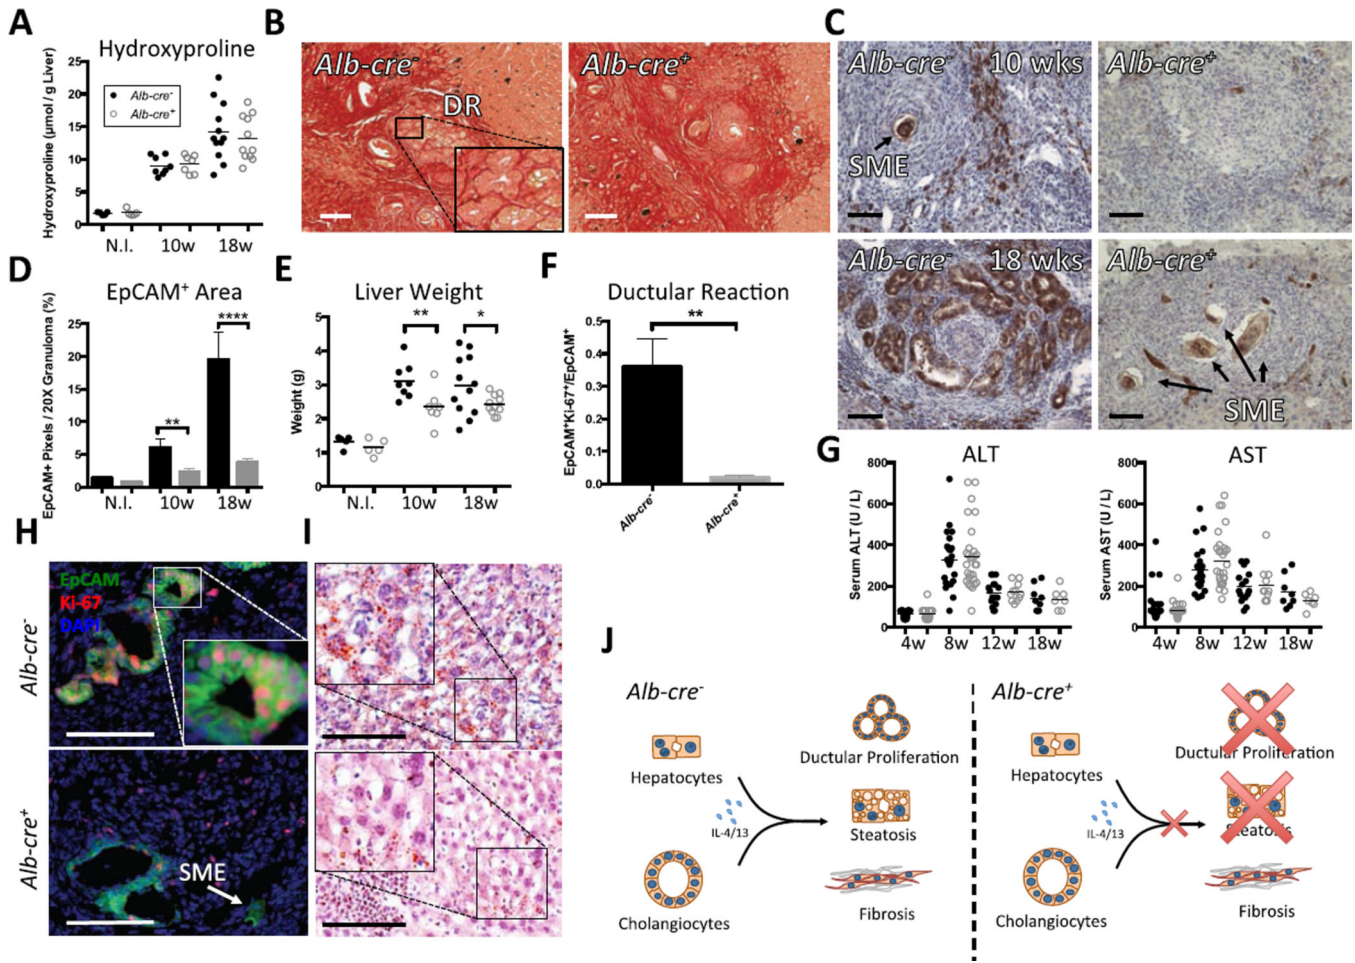 A
Hydroxyproline
Hydroxyproline (μmol / g Liver)
25
20
15
10
5
0
Alb-cre-
Alb-cre+
N.I. 10w 18w
B
Alb-cre-
DR
Alb-cre+
C
Alb-cre- 10 wks
SME
Alb-cre+
Alb-cre- 18 wks
Alb-cre+
SME
D
EpCAM+ Area
EpCAM+ Pixels / 20X Granuloma (%)
25
20
15
10
5
0
**
****
N.I. 10w 18w
E
Liver Weight
Weight (g)
5
4
3
2
1
0
**
*
N.I. 10w 18w
F
Ductular Reaction
EpCAM+Ki-67+/EpCAM+
0.5
0.4
0.3
0.2
0.1
0.0
**
Alb-cre-
Alb-cre+
G
ALT
Serum ALT (U / L)
800
600
400
200
0
4w 8w 12w 18w
AST
Serum AST (U / L)
800
600
400
200
0
4w 8w 12w 18w
H
Alb-cre-
EpCAM
Ki-67
DAPI
Alb-cre+
SME
I
J
Alb-cre-
Hepatocytes
IL-4/13
Cholangiocytes
Ductular Proliferation
Steatosis
Fibrosis
Alb-cre+
Hepatocytes
IL-4/13
Cholangiocytes
Ductular Proliferation
Steatosis
Fibrosis